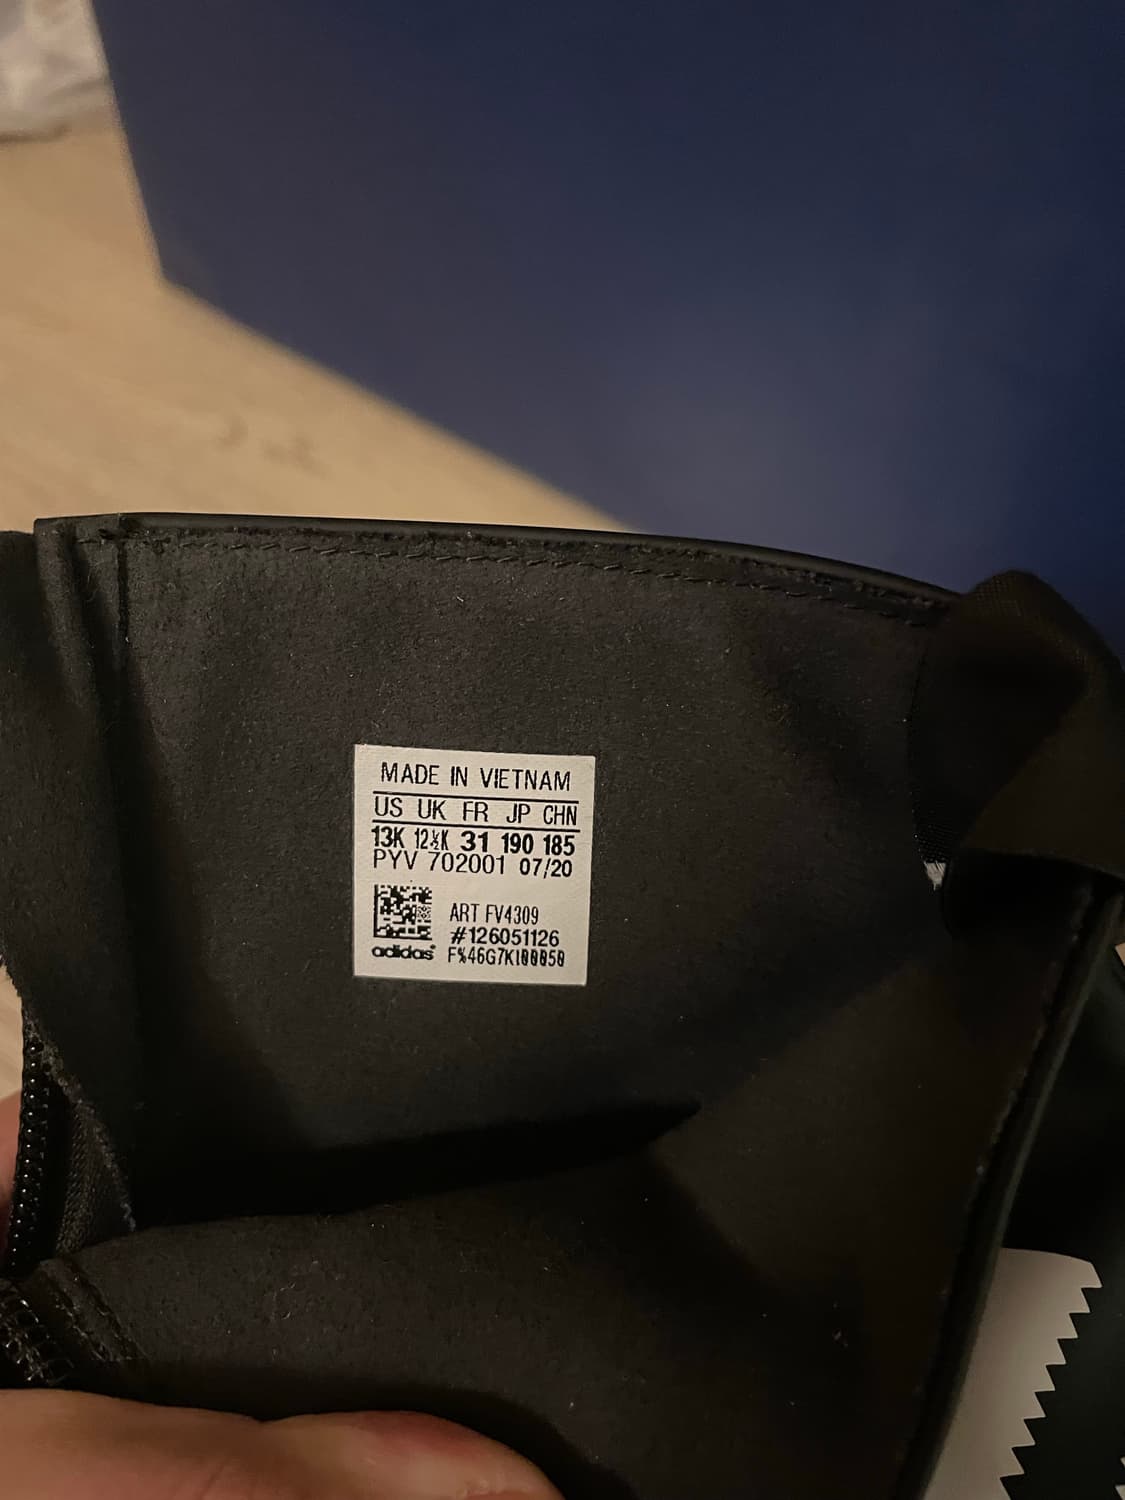 MADE IN VIETNAM
US UK FR JP CHN
13K 12½K 31 190 185
PYV 702001 07/20
ART FV4309
#126051126
adidas F%46G7K100050